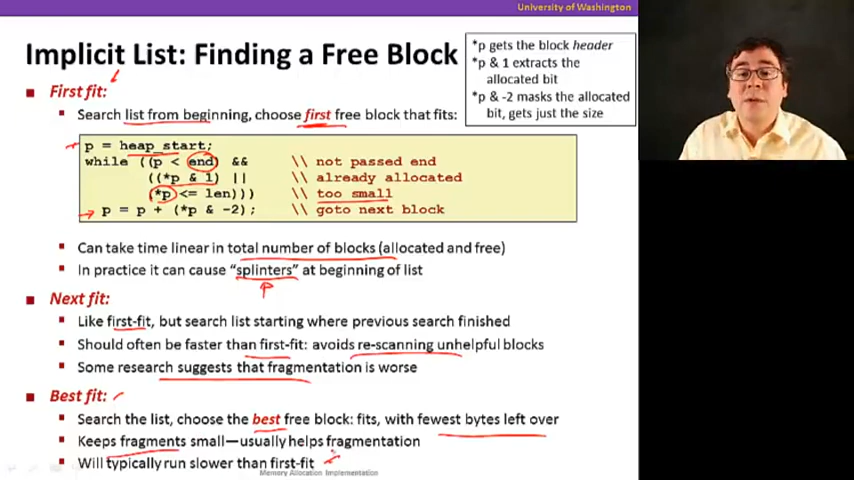 University of Washington
Implicit List: Finding a Free Block
*p gets the block header
*p & 1 extracts the
allocated bit
*p & -2 masks the allocated
bit, gets just the size
First fit:
Search list from beginning, choose first free block that fits:
p = heap_start;
while ((p < end) && \\ not passed end
((*p & 1) || \\ already allocated
(*p <= len))) \\ too small
p = p + (*p & -2); \\ goto next block
Can take time linear in total number of blocks (allocated and free)
In practice it can cause “splinters” at beginning of list
Next fit:
Like first-fit, but search list starting where previous search finished
Should often be faster than first-fit: avoids re-scanning unhelpful blocks
Some research suggests that fragmentation is worse
Best fit:
Search the list, choose the best free block: fits, with fewest bytes left over
Keeps fragments small—usually helps fragmentation
Will typically run slower than first-fit
Memory Allocation Implementation